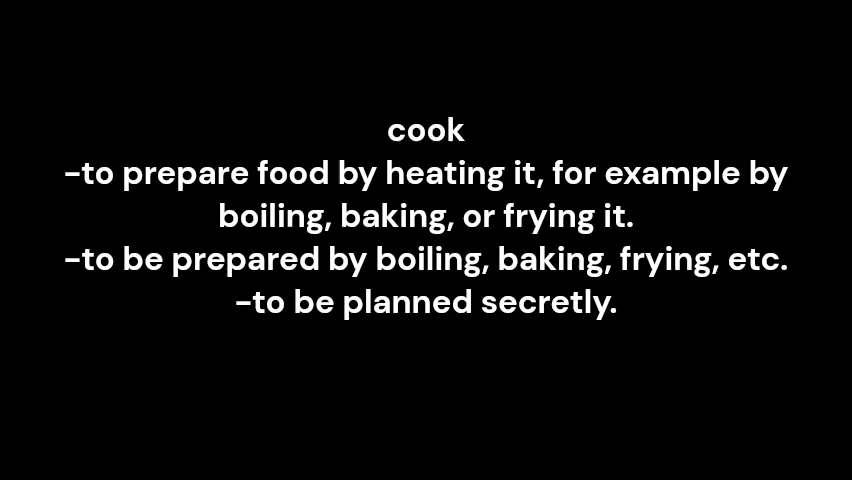 cook
-to prepare food by heating it, for example by
boiling, baking, or frying it.
-to be prepared by boiling, baking, frying, etc.
-to be planned secretly.